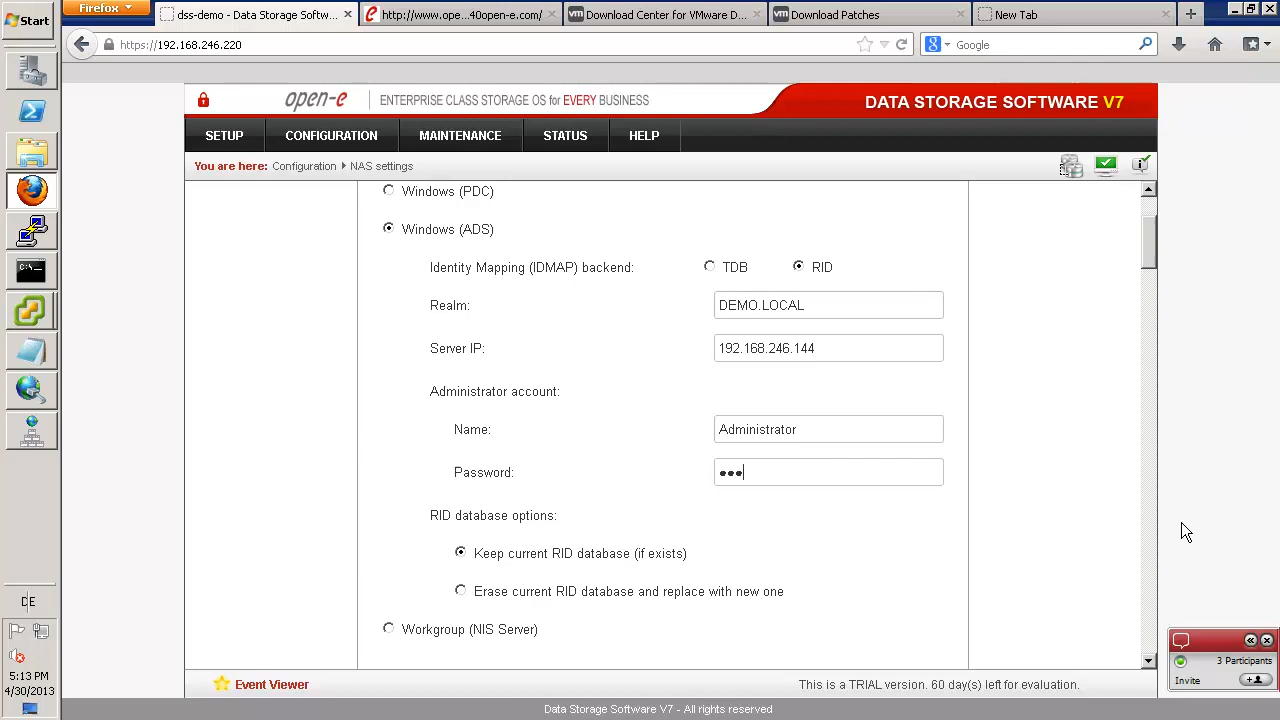 Start
Firefox
dss-demo - Data Storage Softw...
http://www.ope...40open-e.com/
Download Center for VMware D...
Download Patches
New Tab
https://192.168.246.220
Google
open-e
ENTERPRISE CLASS STORAGE OS for EVERY BUSINESS
DATA STORAGE SOFTWARE V7
SETUP
CONFIGURATION
MAINTENANCE
STATUS
HELP
You are here: Configuration NAS settings
Windows (PDC)
Windows (ADS)
Identity Mapping (IDMAP) backend:
TDB
RID
Realm:
DEMO.LOCAL
Server IP:
192.168.246.144
Administrator account:
Name:
Administrator
Password:
RID database options:
Keep current RID database (if exists)
Erase current RID database and replace with new one
Workgroup (NIS Server)
Event Viewer
This is a TRIAL version. 60 day(s) left for evaluation.
Data Storage Software V7 - All rights reserved
DE
5:13 PM
4/30/2013
3 Participants
Invite